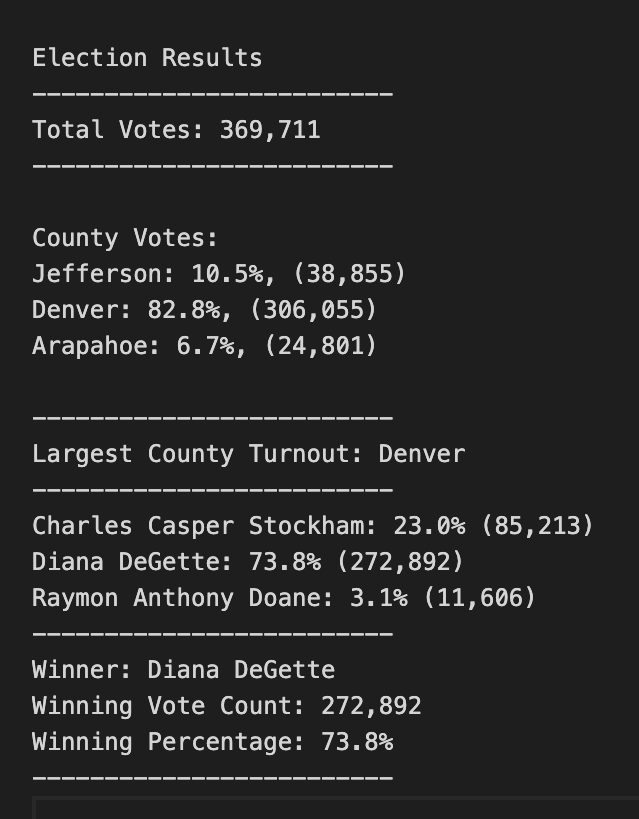 Election Results
-------------------------
Total Votes: 369,711
-------------------------
County Votes:
Jefferson: 10.5%, (38,855)
Denver: 82.8%, (306,055)
Arapahoe: 6.7%, (24,801)
-------------------------
Largest County Turnout: Denver
-------------------------
Charles Casper Stockham: 23.0% (85,213)
Diana DeGette: 73.8% (272,892)
Raymon Anthony Doane: 3.1% (11,606)
-------------------------
Winner: Diana DeGette
Winning Vote Count: 272,892
Winning Percentage: 73.8%
-------------------------